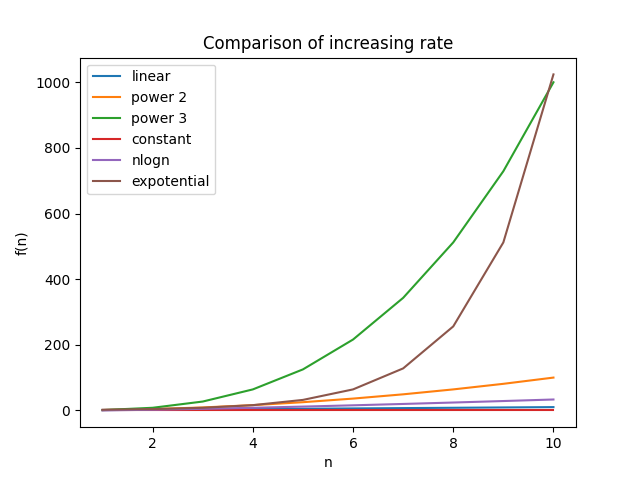 Comparison of increasing rate
linear
power 2
power 3
constant
nlogn
expotential
1000
800
600
400
200
0
f(n)
2 4 6 8 10
n